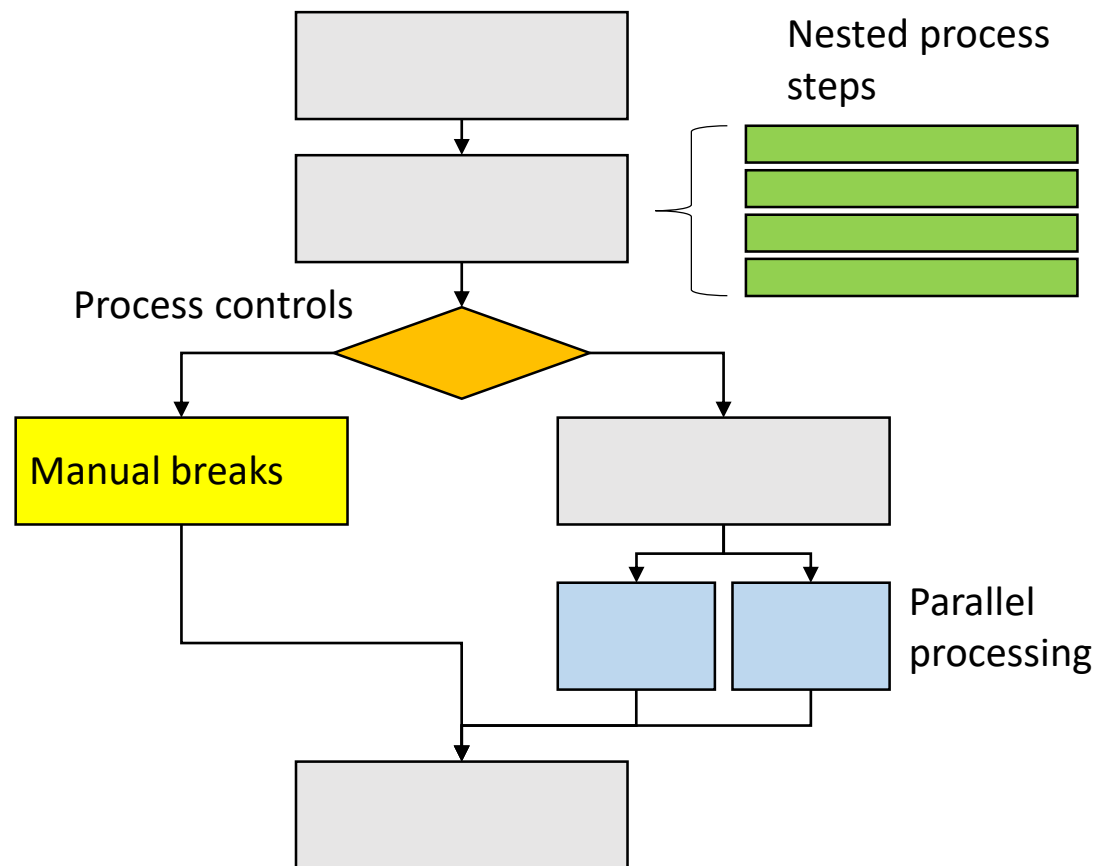 Nested process
steps
Process controls
Manual breaks
Parallel
processing